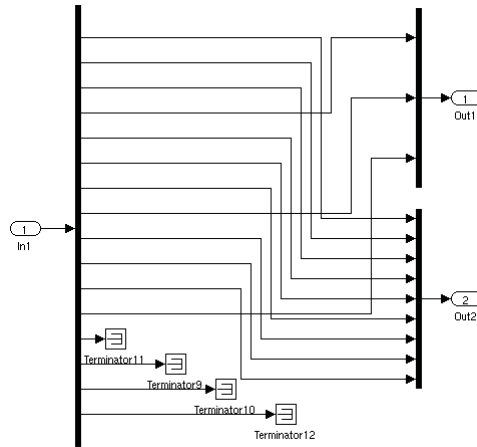 1
Out1
1
In1
2
Out2
Terminator11
Terminator9
Terminator10
Terminator12